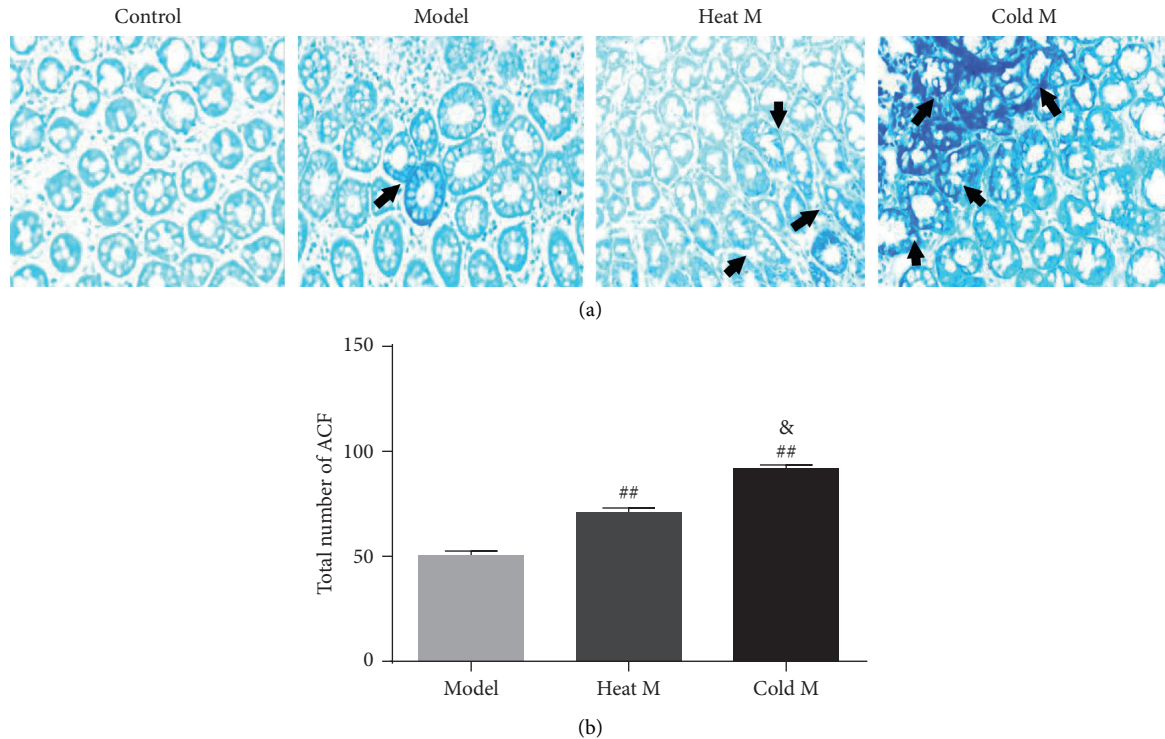 Control Model Heat M Cold M
(a)
150
100
50
0
Total number of ACF
##
&
##
Model Heat M Cold M
(b)